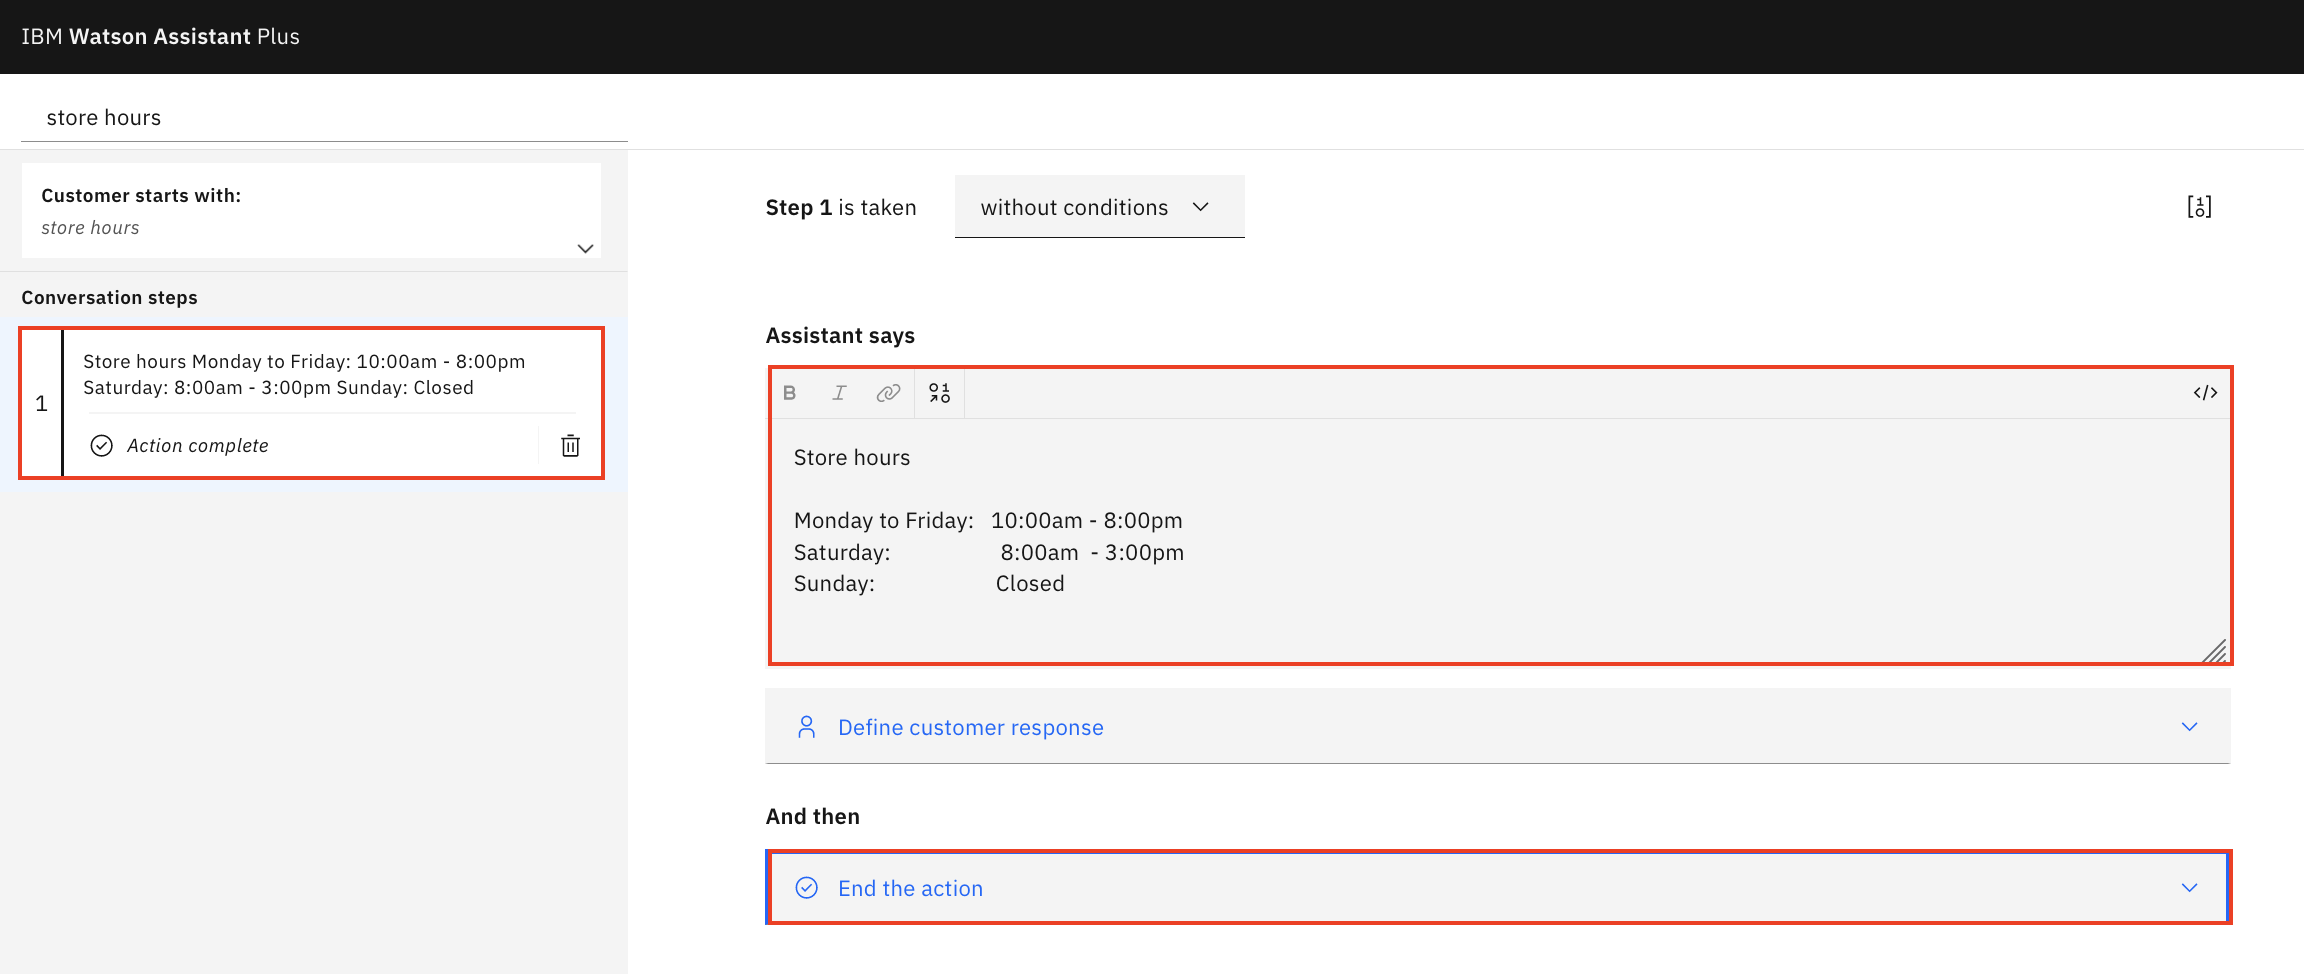 IBM Watson Assistant Plus
store hours
Customer starts with:
store hours
Conversation steps
1
Store hours Monday to Friday: 10:00am - 8:00pm
Saturday: 8:00am - 3:00pm Sunday: Closed
Action complete
Step 1 is taken
without conditions
Assistant says
B I </>
Store hours
Monday to Friday: 10:00am - 8:00pm
Saturday: 8:00am - 3:00pm
Sunday: Closed
Define customer response
And then
End the action